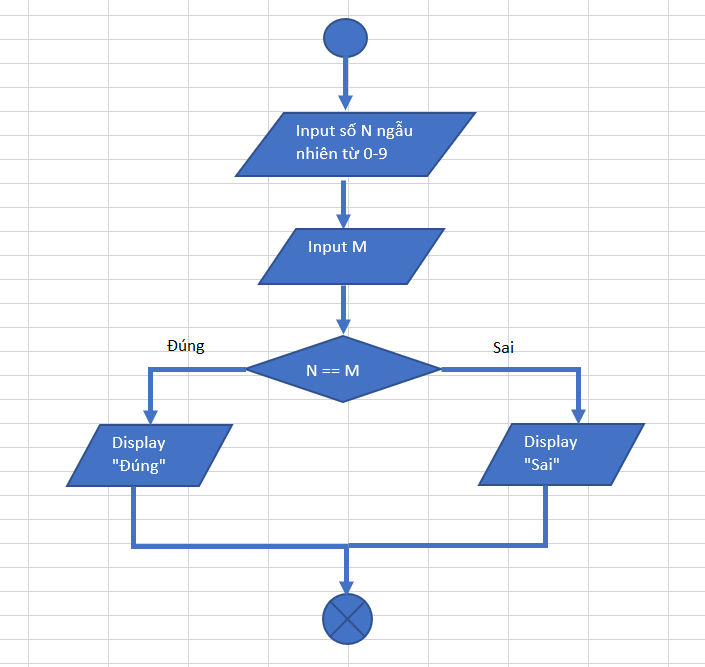 Input số N ngẫu
nhiên từ 0-9
Input M
Đúng
Sai
N == M
Display
"Đúng"
Display
"Sai"